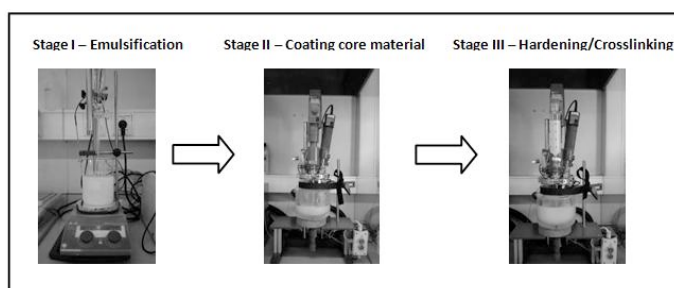 Stage I – Emulsification
Stage II – Coating core material
Stage III – Hardening/Crosslinking